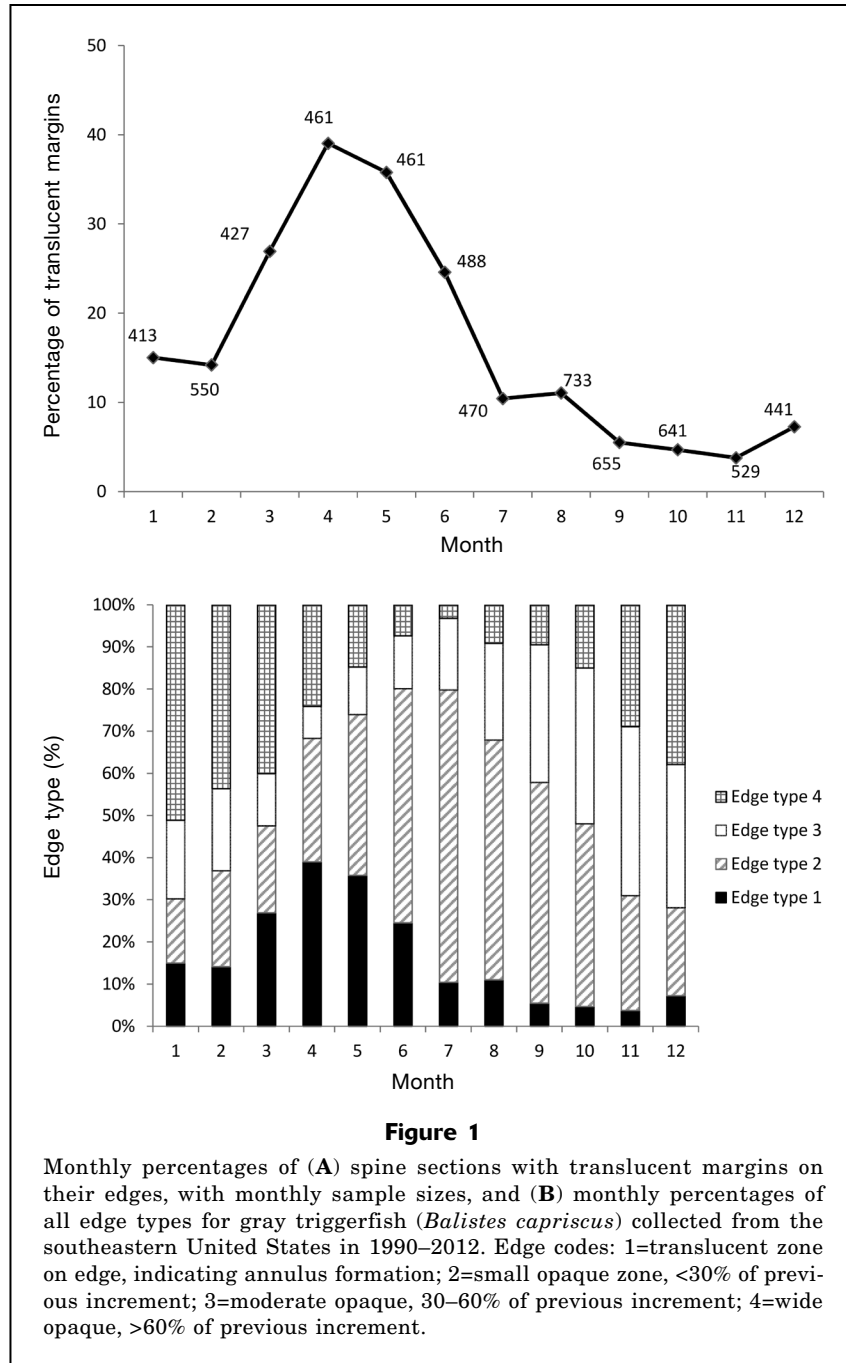 50
40
30
20
10
0
Percentage of translucent margins
413
550
427
461
461
488
470
733
655
641
529
441
1 2 3 4 5 6 7 8 9 10 11 12
Month
100%
90%
80%
70%
60%
50%
40%
30%
20%
10%
0%
Edge type (%)
Edge type 4
Edge type 3
Edge type 2
Edge type 1
1 2 3 4 5 6 7 8 9 10 11 12
Month
Figure 1
Monthly percentages of (A) spine sections with translucent margins on
their edges, with monthly sample sizes, and (B) monthly percentages of
all edge types for gray triggerfish (Balistes capriscus) collected from the
southeastern United States in 1990–2012. Edge codes: 1=translucent zone
on edge, indicating annulus formation; 2=small opaque zone, <30% of previ-
ous increment; 3=moderate opaque, 30–60% of previous increment; 4=wide
opaque, >60% of previous increment.